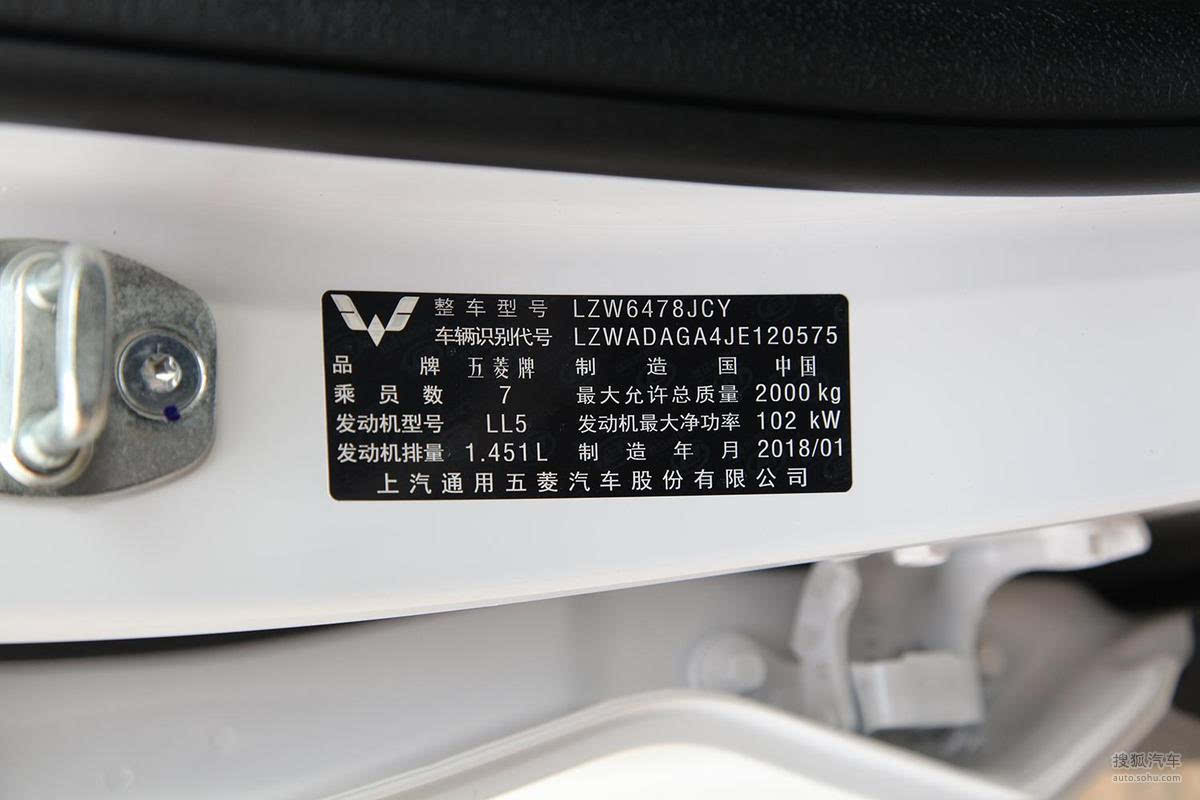 整车型号 LZW6478JCY
车辆识别代号 LZWADAGA4JE120575
品牌 五菱牌 制造国 中国
乘员数 7 最大允许总质量 2000 kg
发动机型号 LL5 发动机最大净功率 102 kW
发动机排量 1.451L 制造年月 2018/01
上汽通用五菱汽车股份有限公司
搜狐汽车
auto.sohu.com